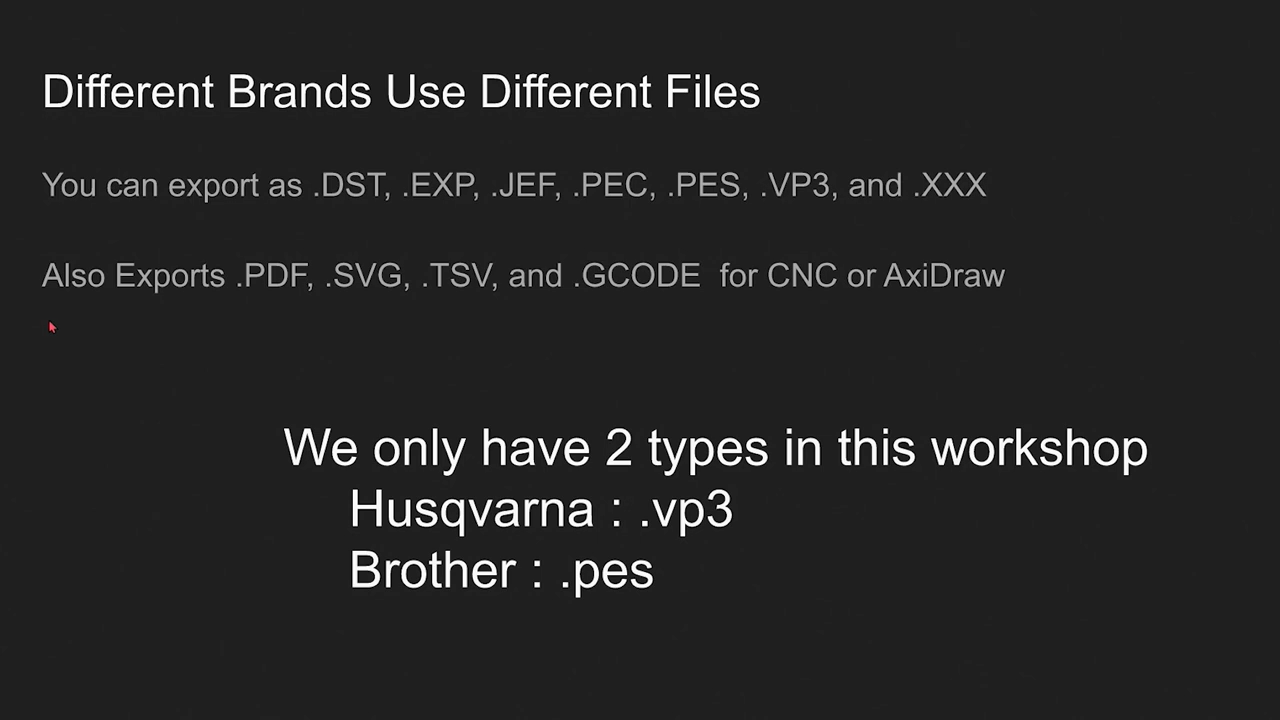 Different Brands Use Different Files
You can export as .DST, .EXP, .JEF, .PEC, .PES, .VP3, and .XXX
Also Exports .PDF, .SVG, .TSV, and .GCODE  for CNC or AxiDraw
We only have 2 types in this workshop
Husqvarna : .vp3
Brother : .pes